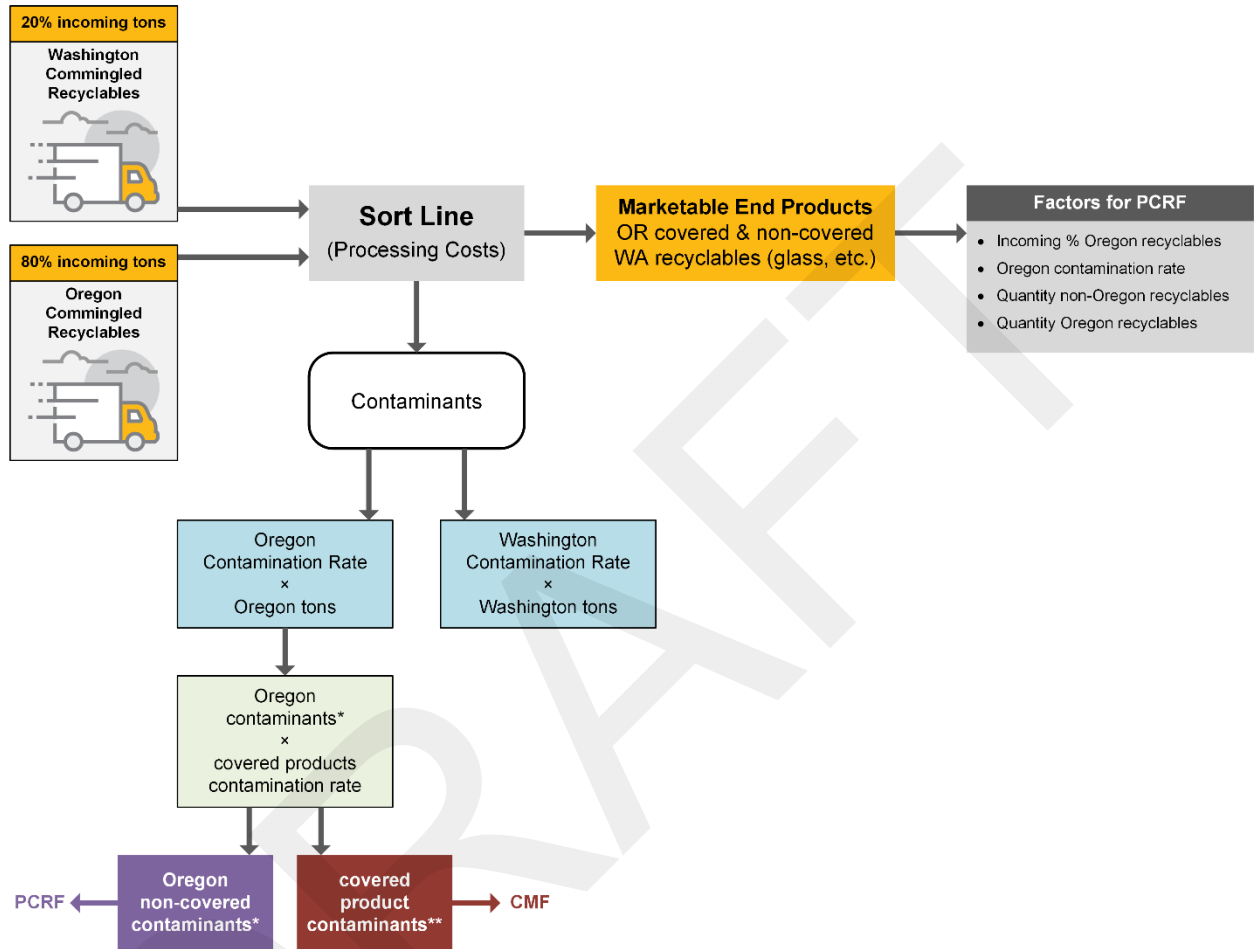 20% incoming tons
Washington
Commingled
Recyclables
80% incoming tons
Oregon
Commingled
Recyclables
Sort Line
(Processing Costs)
Marketable End Products
OR covered & non-covered
WA recyclables (glass, etc.)
Factors for PCRF
• Incoming % Oregon recyclables
• Oregon contamination rate
• Quantity non-Oregon recyclables
• Quantity Oregon recyclables
Contaminants
Oregon
Contamination Rate
×
Oregon tons
Washington
Contamination Rate
×
Washington tons
Oregon
contaminants*
×
covered products
contamination rate
PCRF
Oregon
non-covered
contaminants*
covered
product
contaminants**
CMF
DRAFT